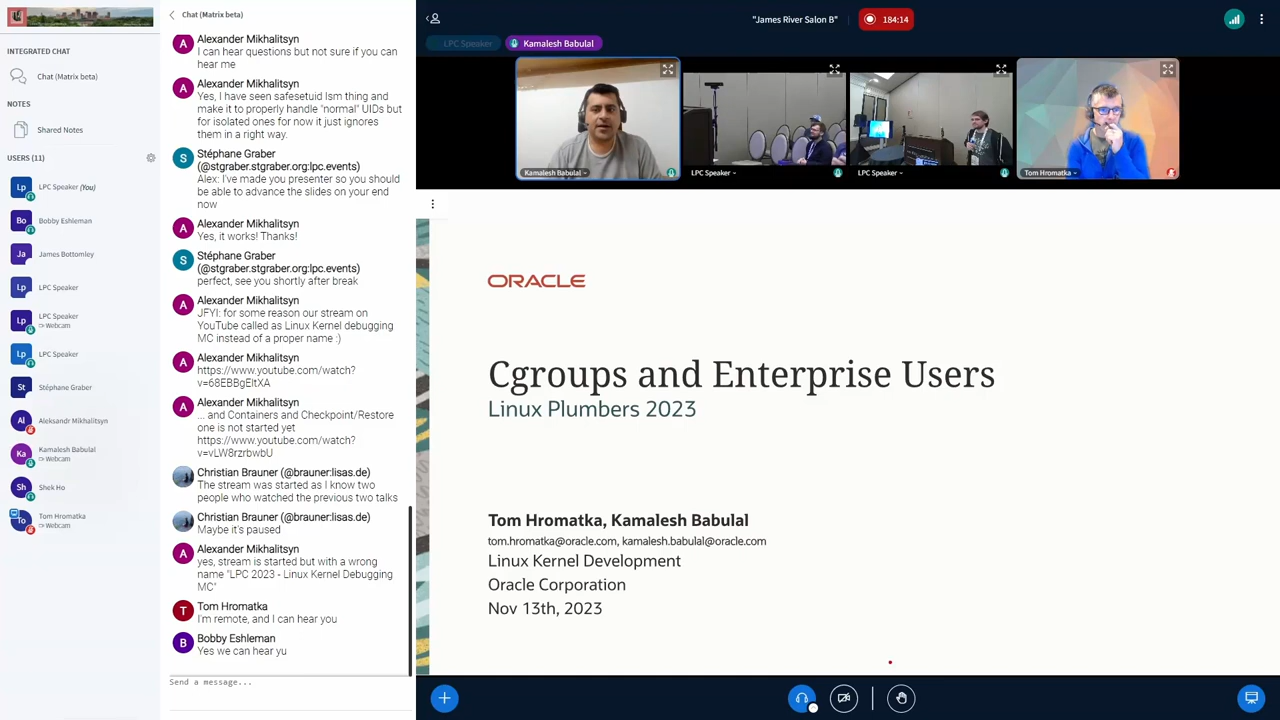 Chat (Matrix beta)
"James River Salon B"
184:14
LPC Speaker
Kamalesh Babulal
INTEGRATED CHAT
Chat (Matrix beta)
NOTES
Shared Notes
USERS (11)
Lp
LPC Speaker (You)
Bo
Bobby Eshleman
Ja
James Bottomley
Lp
LPC Speaker
Lp
LPC Speaker
Webcam
Lp
LPC Speaker
St
Stéphane Graber
Al
Aleksandr Mikhalitsyn
Ka
Kamalesh Babulal
Webcam
Sh
Shek Ho
To
Tom Hromatka
Webcam
A
Alexander Mikhalitsyn
I can hear questions but not sure if you can
hear me
A
Alexander Mikhalitsyn
Yes, I have seen safesetuid lsm thing and
make it to properly handle "normal" UIDs but
for isolated ones for now it just ignores
them in a right way.
S
Stéphane Graber
(@stgraber.stgraber.org:lpc.events)
Alex: I've made you presenter so you should
be able to advance the slides on your end
now
A
Alexander Mikhalitsyn
Yes, it works! Thanks!
S
Stéphane Graber
(@stgraber.stgraber.org:lpc.events)
perfect, see you shortly after break
A
Alexander Mikhalitsyn
JFYI: for some reason our stream on
YouTube called as Linux Kernel debugging
MC instead of a proper name :)
A
Alexander Mikhalitsyn
https://www.youtube.com/watch?
v=68EBBgEItXA
A
Alexander Mikhalitsyn
... and Containers and Checkpoint/Restore
one is not started yet
https://www.youtube.com/watch?
v=vLW8rzrbwbU
Christian Brauner (@brauner:lisas.de)
The stream was started as I know two
people who watched the previous two talks
Christian Brauner (@brauner:lisas.de)
Maybe it's paused
A
Alexander Mikhalitsyn
yes, stream is started but with a wrong
name "LPC 2023 - Linux Kernel Debugging
MC"
T
Tom Hromatka
I'm remote, and I can hear you
B
Bobby Eshleman
Yes we can hear yu
Send a message...
Kamalesh Babulal
LPC Speaker
LPC Speaker
Tom Hromatka
ORACLE
Cgroups and Enterprise Users
Linux Plumbers 2023
Tom Hromatka, Kamalesh Babulal
tom.hromatka@oracle.com, kamalesh.babulal@oracle.com
Linux Kernel Development
Oracle Corporation
Nov 13th, 2023